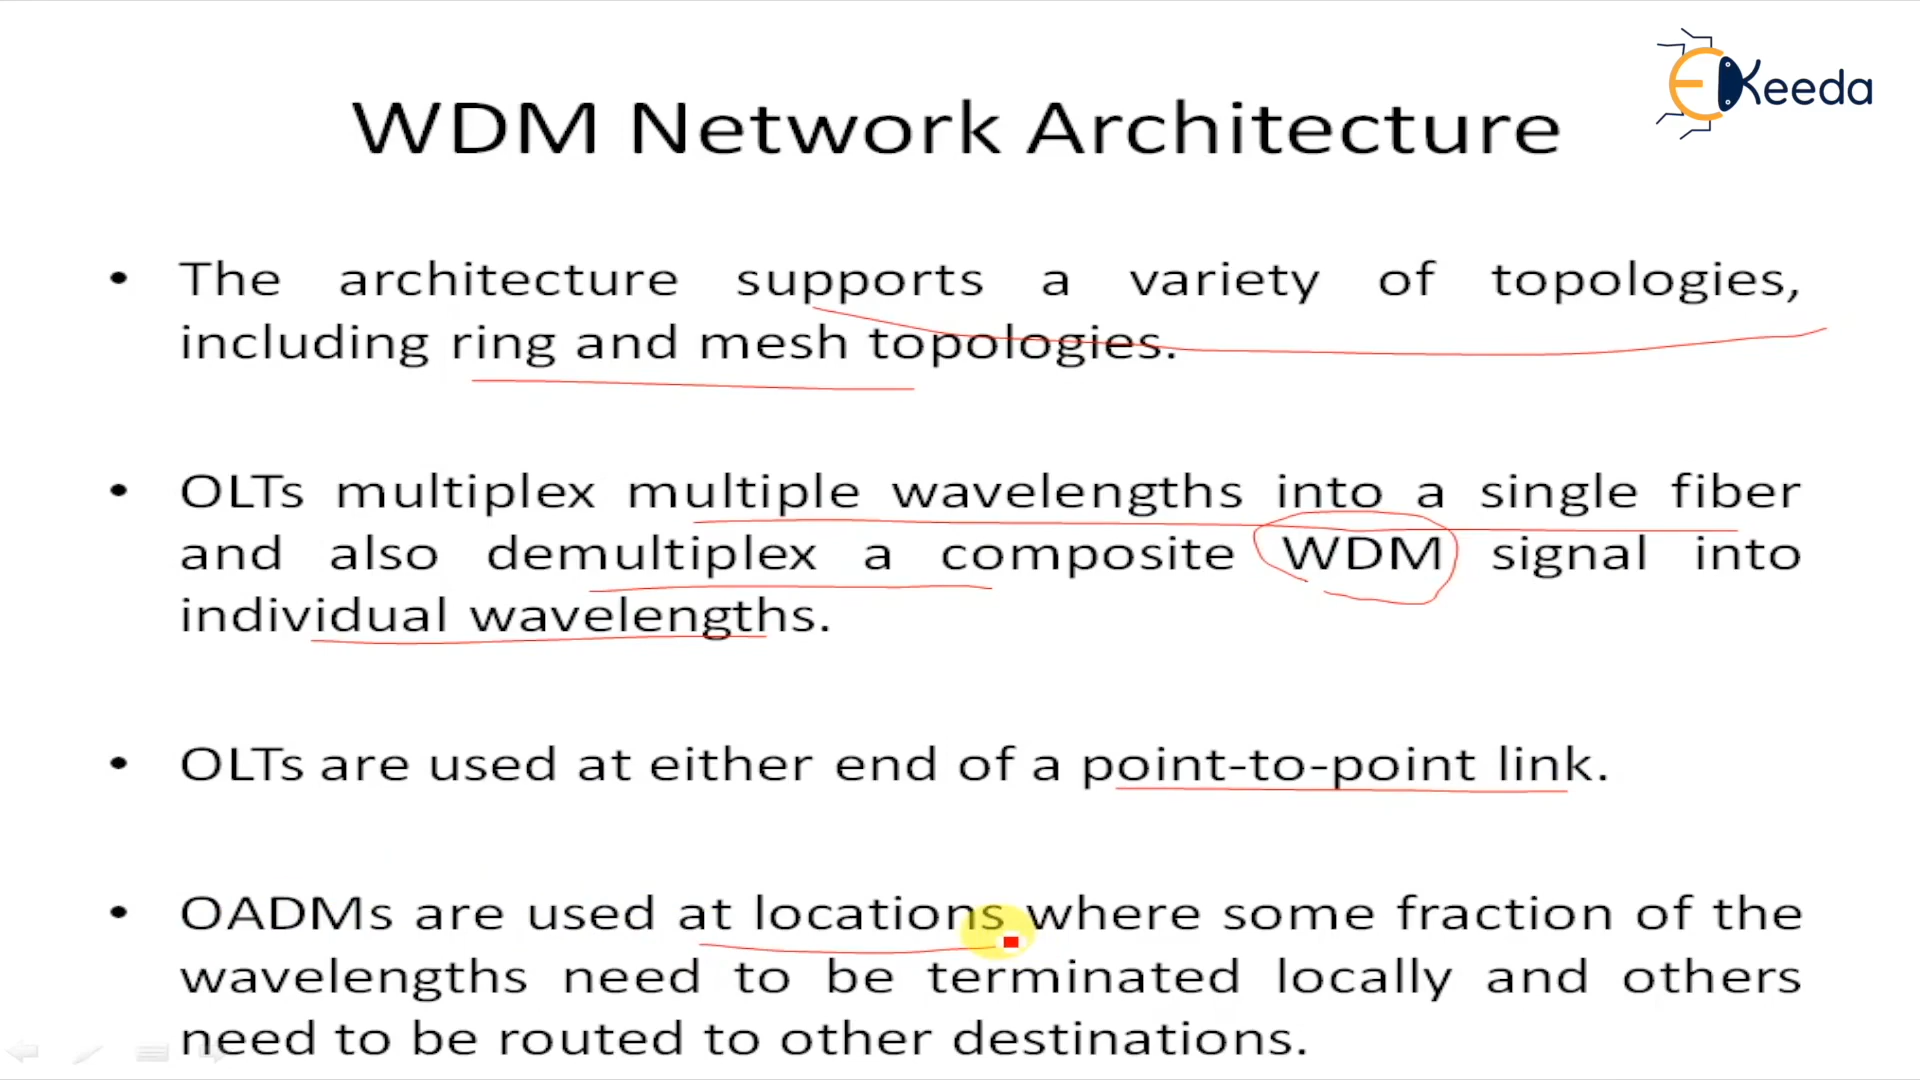 EKeeda
WDM Network Architecture
• The architecture supports a variety of topologies,
including ring and mesh topologies.
• OLTs multiplex multiple wavelengths into a single fiber
and also demultiplex a composite WDM signal into
individual wavelengths.
• OLTs are used at either end of a point-to-point link.
• OADMs are used at locations where some fraction of the
wavelengths need to be terminated locally and others
need to be routed to other destinations.